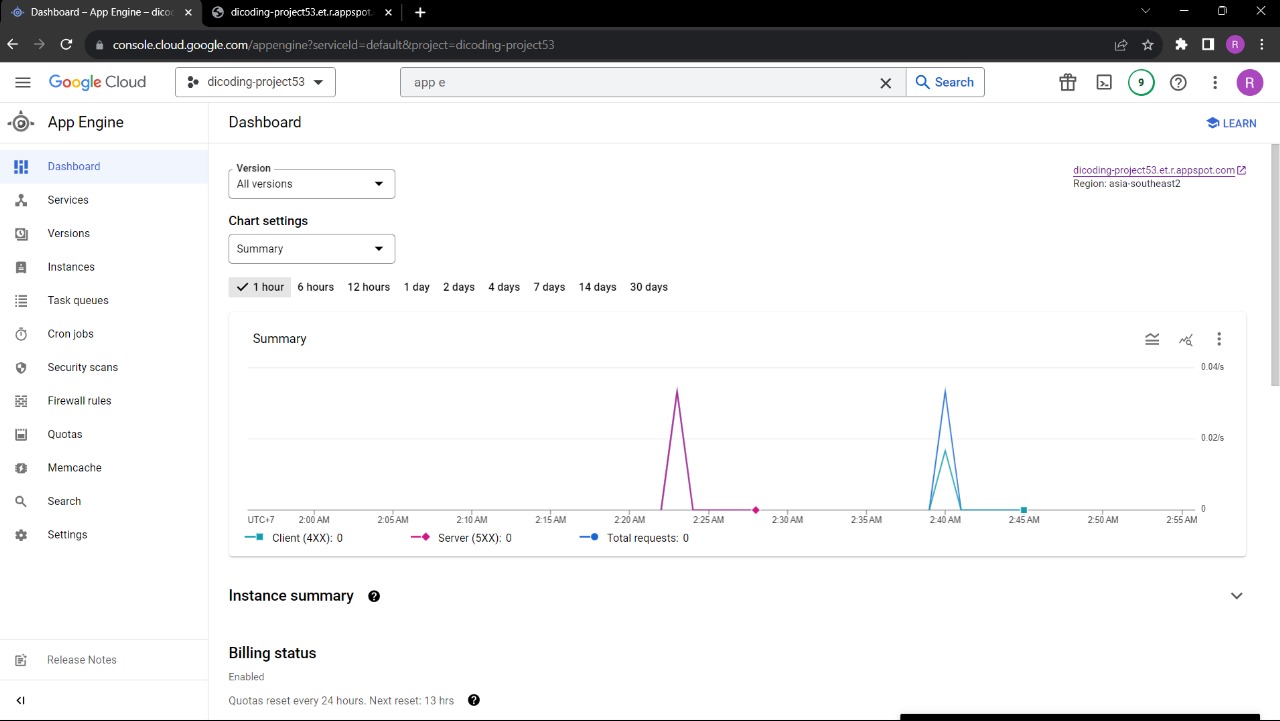 Dashboard – App Engine – dico
dicoding-project53.et.r.appspot.
console.cloud.google.com/appengine?serviceId=default&project=dicoding-project53
R
Google Cloud
dicoding-project53
app e
Search
9
R
App Engine
Dashboard
Services
Versions
Instances
Task queues
Cron jobs
Security scans
Firewall rules
Quotas
Memcache
Search
Settings
Release Notes
Dashboard
LEARN
Version
All versions
dicoding-project53.et.r.appspot.com
Region: asia-southeast2
Chart settings
Summary
1 hour 6 hours 12 hours 1 day 2 days 4 days 7 days 14 days 30 days
Summary
0.04/s
0.02/s
0
UTC+7 2:00 AM 2:05 AM 2:10 AM 2:15 AM 2:20 AM 2:25 AM 2:30 AM 2:35 AM 2:40 AM 2:45 AM 2:50 AM 2:55 AM
Client (4XX): 0 Server (5XX): 0 Total requests: 0
Instance summary
Billing status
Enabled
Quotas reset every 24 hours. Next reset: 13 hrs